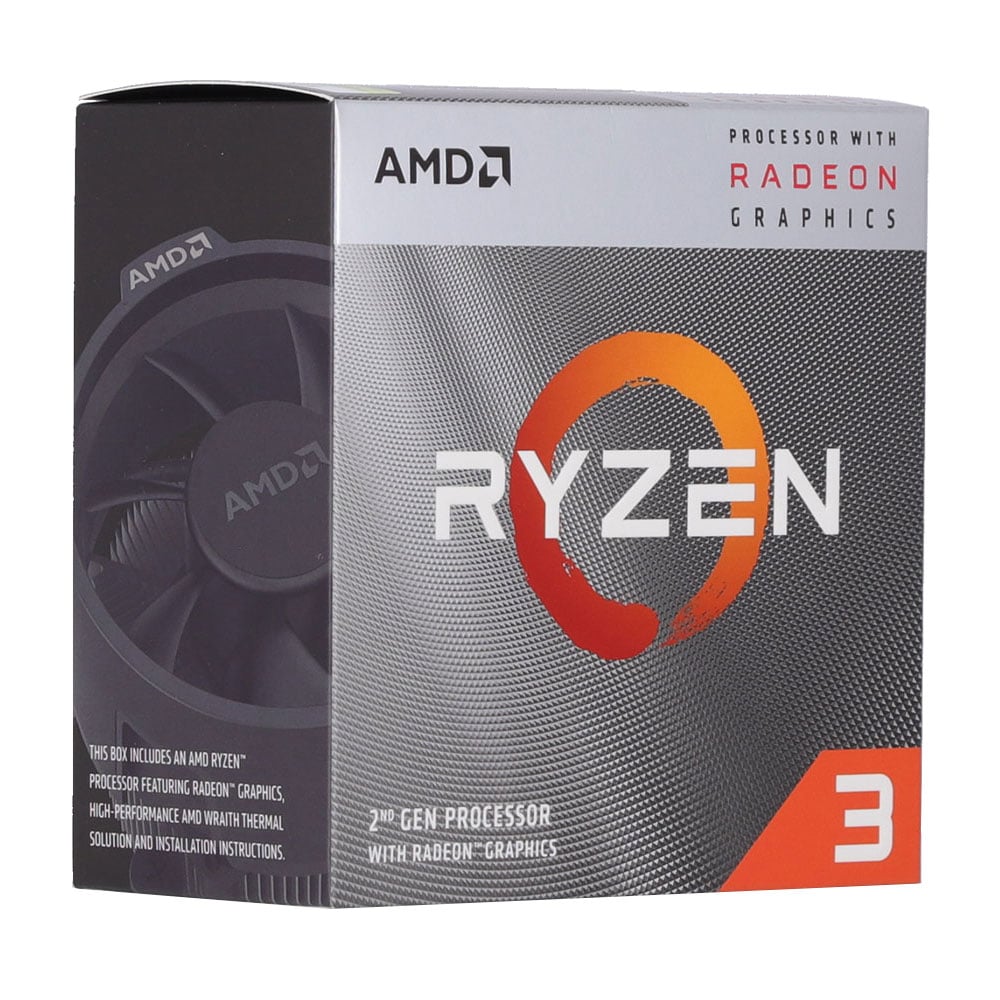 AMD
PROCESSOR WITH
RADEON
GRAPHICS
AMD
AMD
RYZEN
THIS BOX INCLUDES AN AMD RYZEN™
PROCESSOR FEATURING RADEON™ GRAPHICS,
HIGH-PERFORMANCE AMD WRAITH THERMAL
SOLUTION AND INSTALLATION INSTRUCTIONS.
2ND GEN PROCESSOR
WITH RADEON™ GRAPHICS
3